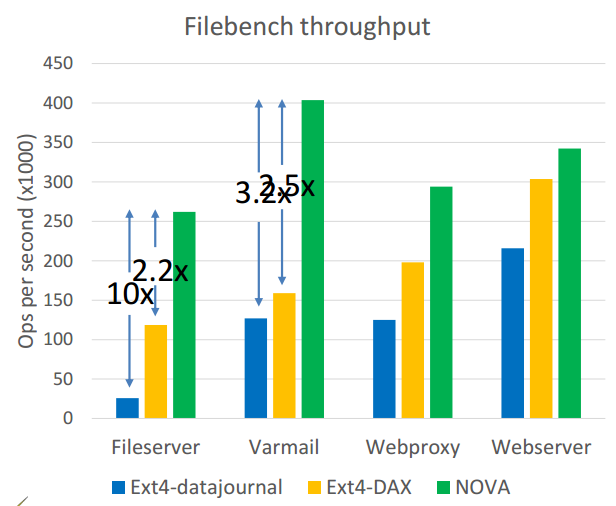 Filebench throughput
Ops per second (x1000)
450
400
350
300
250
200
150
100
50
0
10x
2.2x
3.2x
2.5x
Fileserver Varmail Webproxy Webserver
Ext4-datajournal Ext4-DAX NOVA